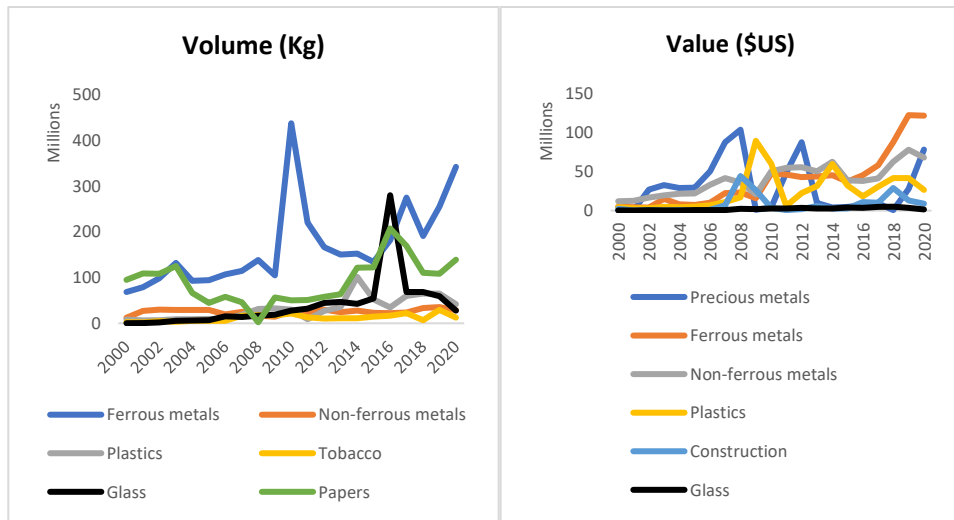 Volume (Kg)
Millions
500
400
300
200
100
0
2000
2002
2004
2006
2008
2010
2012
2014
2016
2018
2020
Ferrous metals
Non-ferrous metals
Plastics
Tobacco
Glass
Papers
Value ($US)
Millions
150
100
50
0
2000
2002
2004
2006
2008
2010
2012
2014
2016
2018
2020
Precious metals
Ferrous metals
Non-ferrous metals
Plastics
Construction
Glass